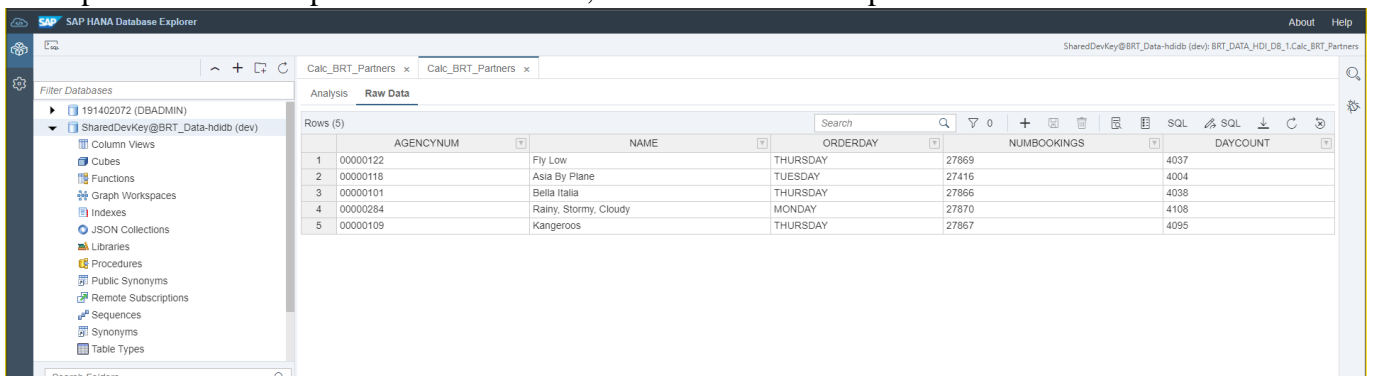 SAP SAP HANA Database Explorer About Help
SharedDevKey@BRT_Data-hdidb (dev): BRT_DATA_HDI_DB_1.Calc_BRT_Partners
Calc_BRT_Partners x Calc_BRT_Partners x
Filter Databases
Analysis Raw Data
191402072 (DBADMIN)
SharedDevKey@BRT_Data-hdidb (dev)
Column Views
Cubes
Functions
Graph Workspaces
Indexes
JSON Collections
Libraries
Procedures
Public Synonyms
Remote Subscriptions
Sequences
Synonyms
Table Types
Rows (5) Search 0 SQL SQL
AGENCYNUM NAME ORDERDAY NUMBOOKINGS DAYCOUNT
1 00000122 Fly Low THURSDAY 27869 4037
2 00000118 Asia By Plane TUESDAY 27416 4004
3 00000101 Bella Italia THURSDAY 27866 4038
4 00000284 Rainy, Stormy, Cloudy MONDAY 27870 4108
5 00000109 Kangeroos THURSDAY 27867 4095